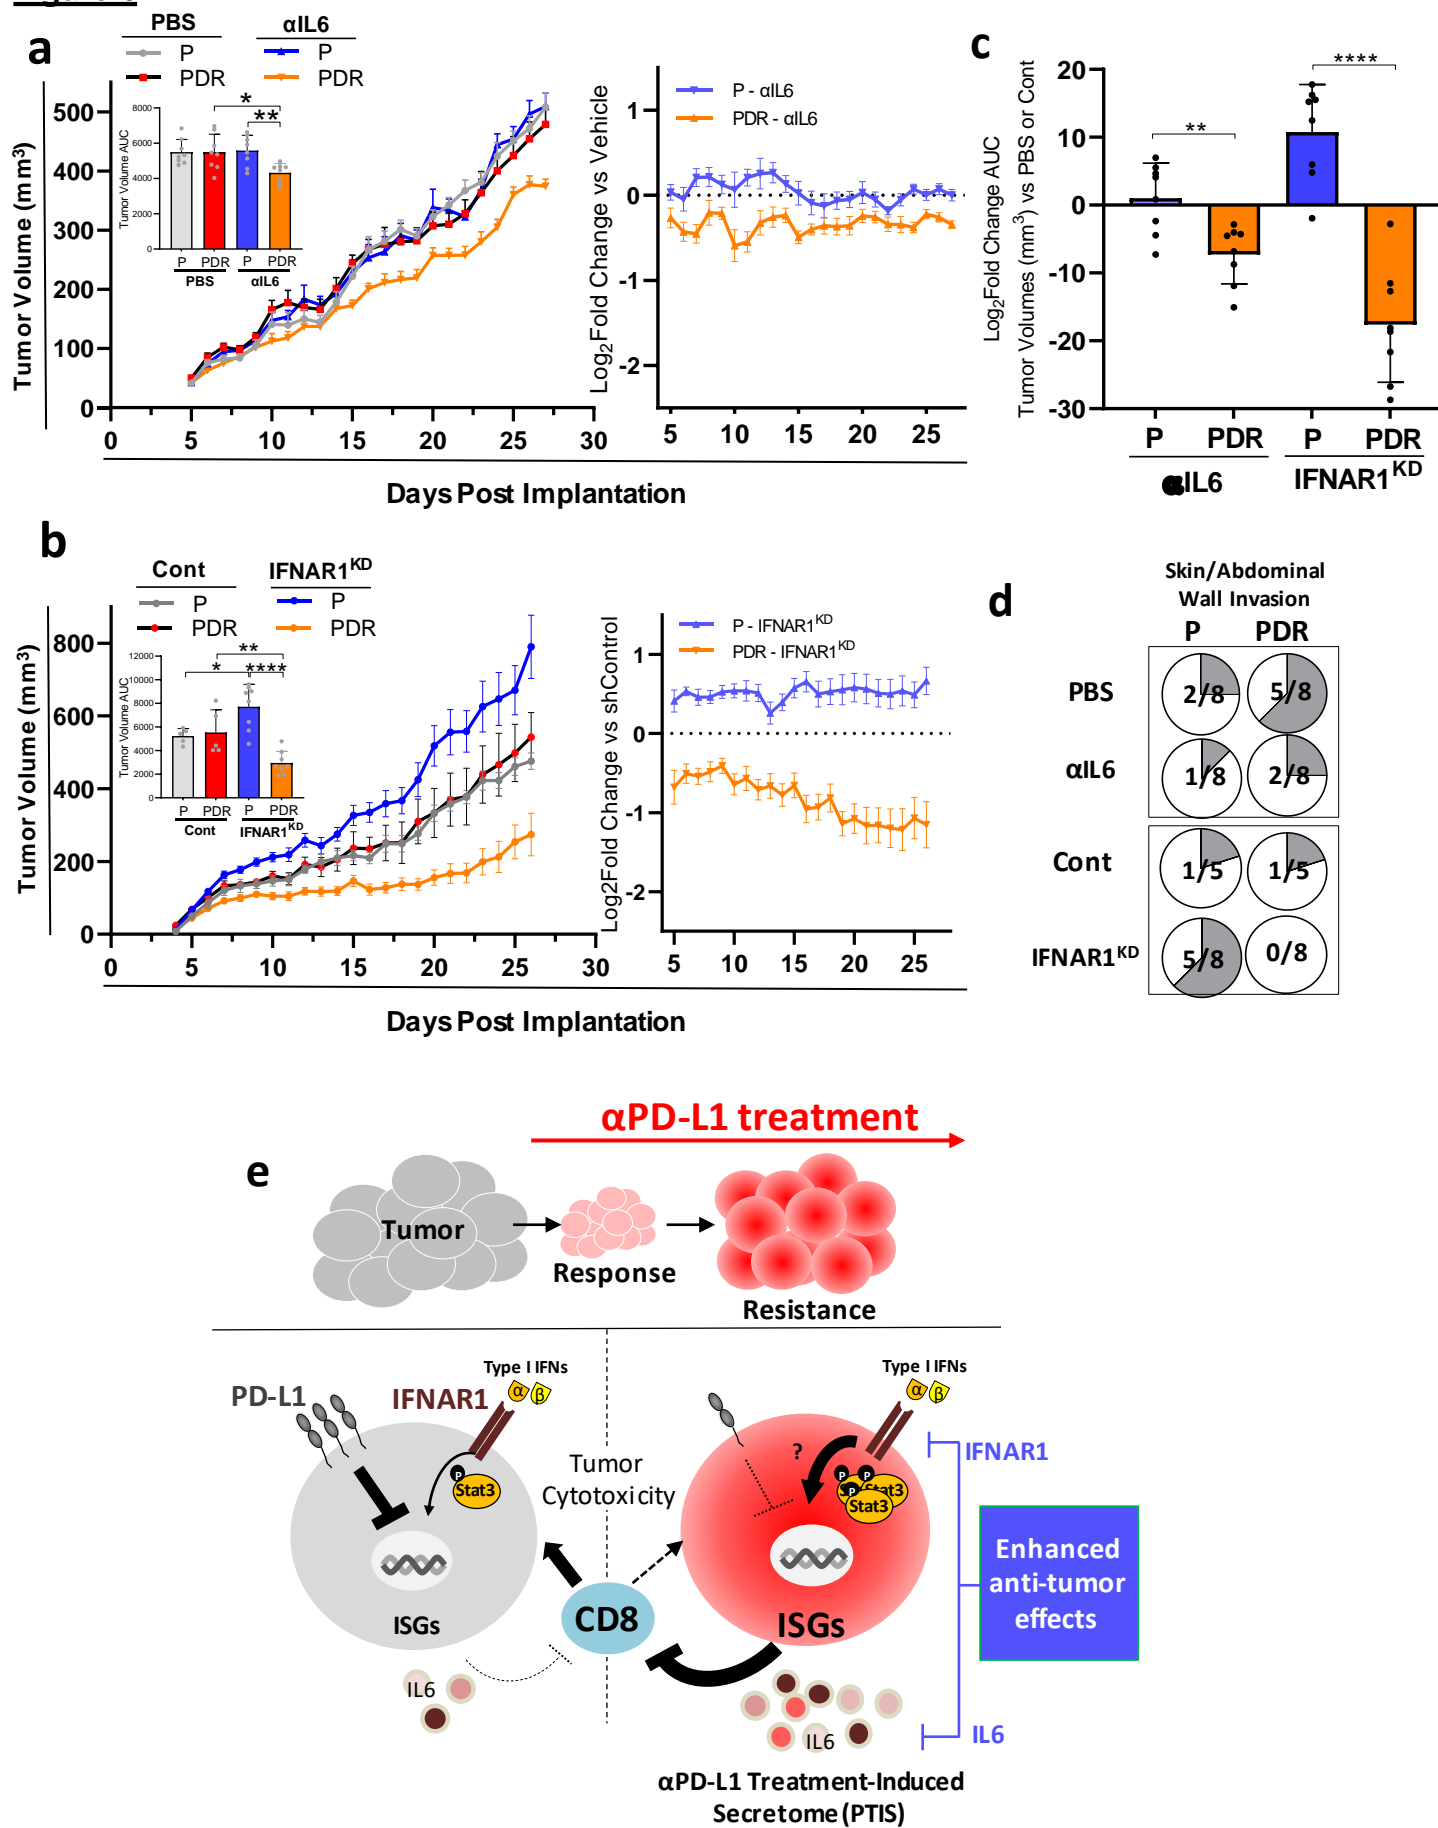 a
PBS
αIL6
P
P
PDR
PDR
Tumor Volume (mm³)
500
400
300
200
100
0
0
5
10
15
20
25
30
Tumor Volume AUC
8000
6000
4000
2000
0
*
**
P
PDR
P
PDR
PBS
αIL6
Log₂Fold Change vs Vehicle
1
0
-1
-2
P - αIL6
PDR - αIL6
5
10
15
20
25
Days Post Implantation
c
Log₂Fold Change AUC
Tumor Volumes (mm³) vs PBS or Cont
20
10
0
-10
-20
-30
**
****
P
PDR
P
PDR
αIL6
IFNAR1ᴷᴰ
b
Cont
IFNAR1ᴷᴰ
P
P
PDR
PDR
Tumor Volume (mm³)
800
600
400
200
0
0
5
10
15
20
25
30
Tumor Volume AUC
12000
10000
8000
6000
4000
2000
0
**
*
****
P
PDR
P
PDR
Cont
IFNAR1ᴷᴰ
Log2Fold Change vs shControl
1
0
-1
-2
P - IFNAR1ᴷᴰ
PDR - IFNAR1ᴷᴰ
5
10
15
20
25
Days Post Implantation
d
Skin/Abdominal
Wall Invasion
P
PDR
PBS
2/8
5/8
αIL6
1/8
2/8
Cont
1/5
1/5
IFNAR1ᴷᴰ
5/8
0/8
e
αPD-L1 treatment
Tumor
Response
Resistance
PD-L1
IFNAR1
Type I IFNs
α
β
P
Stat3
ISGs
IL6
Tumor
Cytotoxicity
CD8
Type I IFNs
α
β
?
P
P
P
Stat3
Stat3
ISGs
IL6
IFNAR1
Enhanced
anti-tumor
effects
IL6
αPD-L1 Treatment-Induced
Secretome (PTIS)